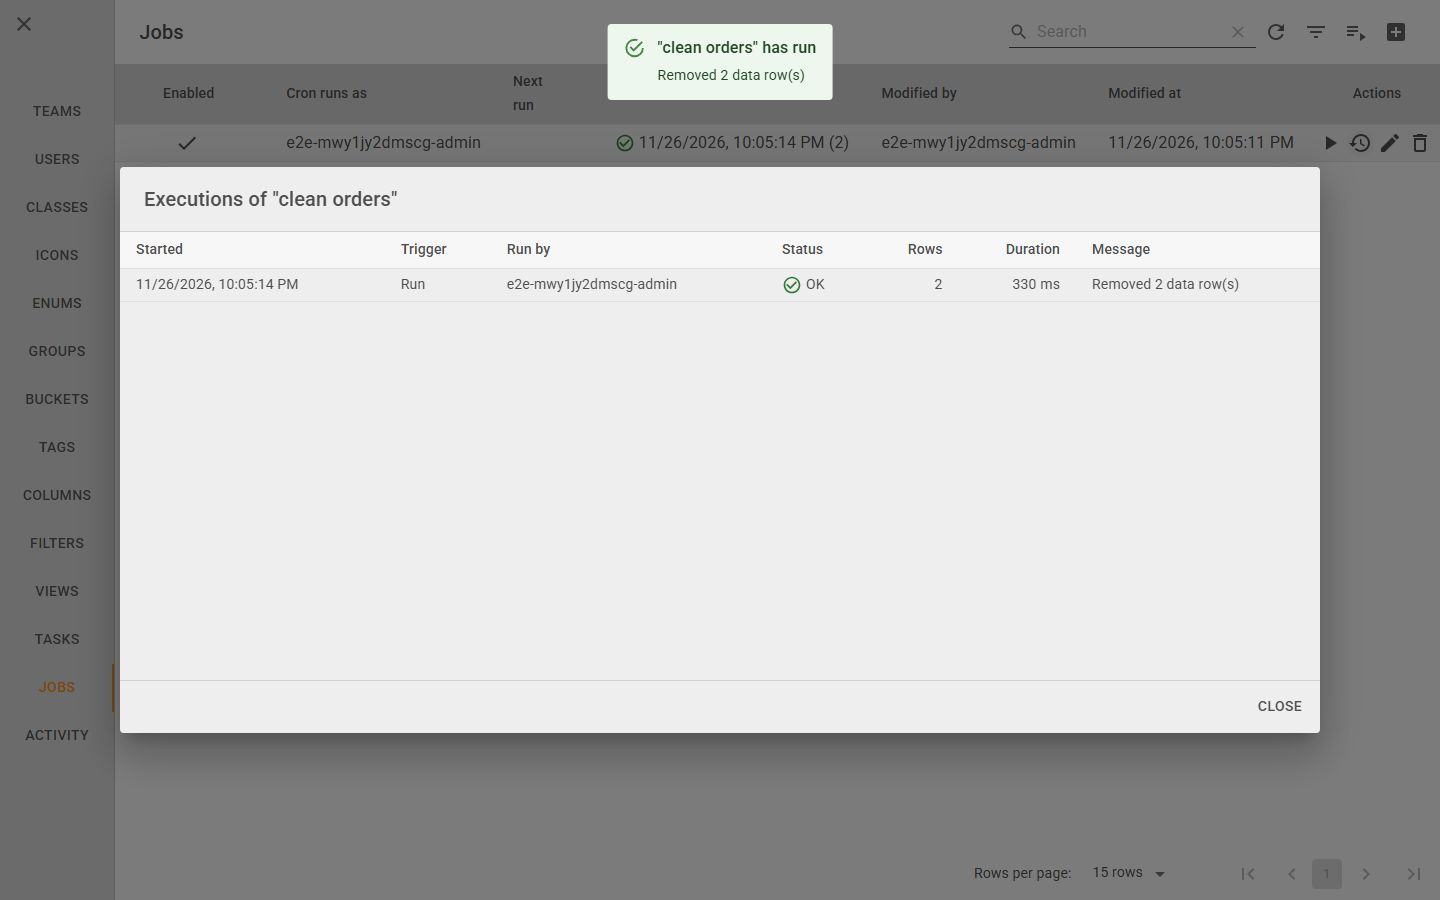 Jobs
"clean orders" has run
Removed 2 data row(s)
Search
TEAMS
USERS
CLASSES
ICONS
ENUMS
GROUPS
BUCKETS
TAGS
COLUMNS
FILTERS
VIEWS
TASKS
JOBS
ACTIVITY
Enabled Cron runs as Next run Modified by Modified at Actions
e2e-mwy1jy2dmscg-admin 11/26/2026, 10:05:14 PM (2) e2e-mwy1jy2dmscg-admin 11/26/2026, 10:05:11 PM
Executions of "clean orders"
Started Trigger Run by Status Rows Duration Message
11/26/2026, 10:05:14 PM Run e2e-mwy1jy2dmscg-admin OK 2 330 ms Removed 2 data row(s)
CLOSE
Rows per page: 15 rows 1